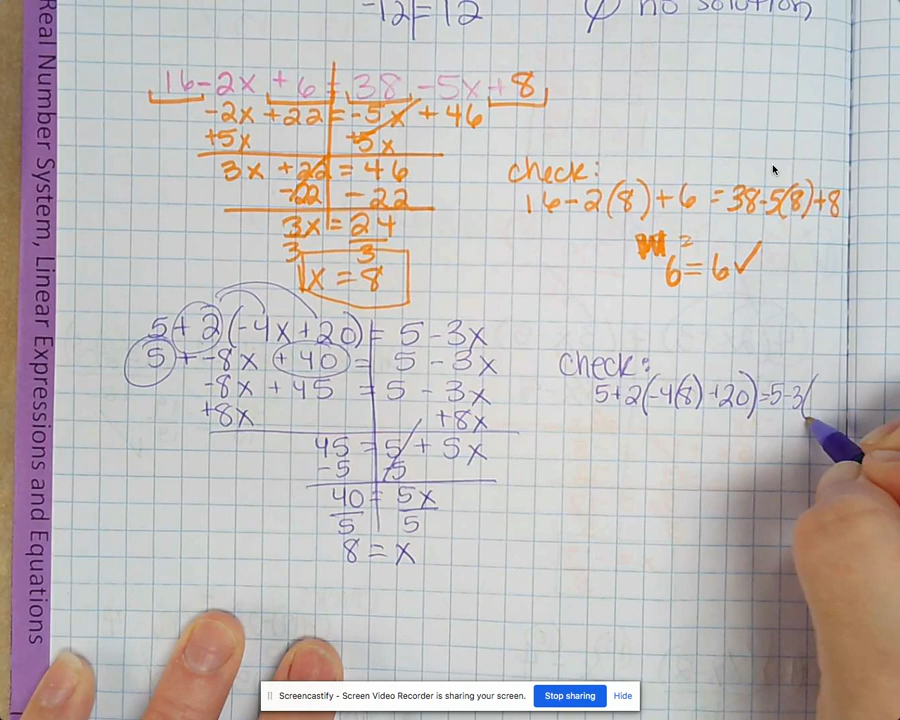 -12 = 12
∅ no solution
16 - 2x + 6 = 38 - 5x + 8
-2x + 22 = -5x + 46
+5x +5x
3x + 22 = 46
-22 - 22
3x = 24
3 3
x = 8
check:
16 - 2(8) + 6 = 38 - 5(8) + 8
=
6 = 6 ✓
5 + 2(-4x + 20) = 5 - 3x
5 + -8x + 40 = 5 - 3x
-8x + 45 = 5 - 3x
+8x +8x
45 = 5 + 5x
-5 -5
40 = 5x
5 5
8 = x
check:
5 + 2(-4(8) + 20) = 5 - 3(
Real Number System, Linear Expressions and Equations
Screencastify - Screen Video Recorder is sharing your screen.
Stop sharing
Hide